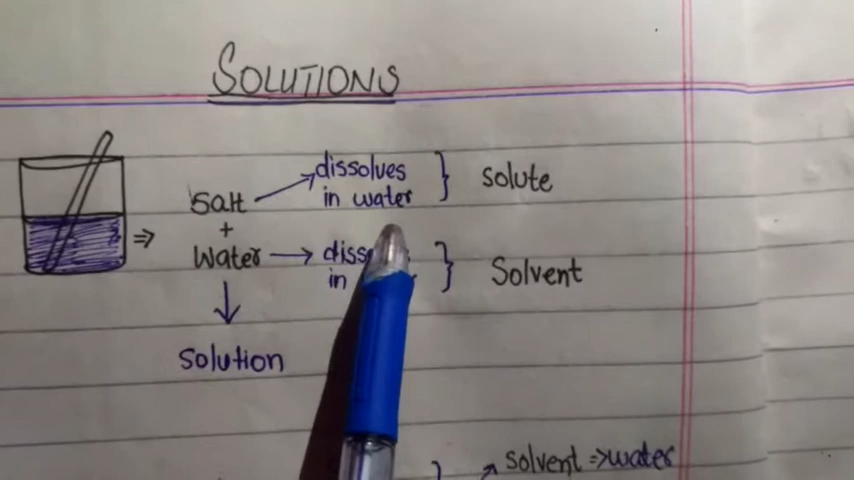 SOLUTIONS
Salt → dissolves in water } solute
+
Water → in } Solvent
↓
solution
solvent ⇒ water